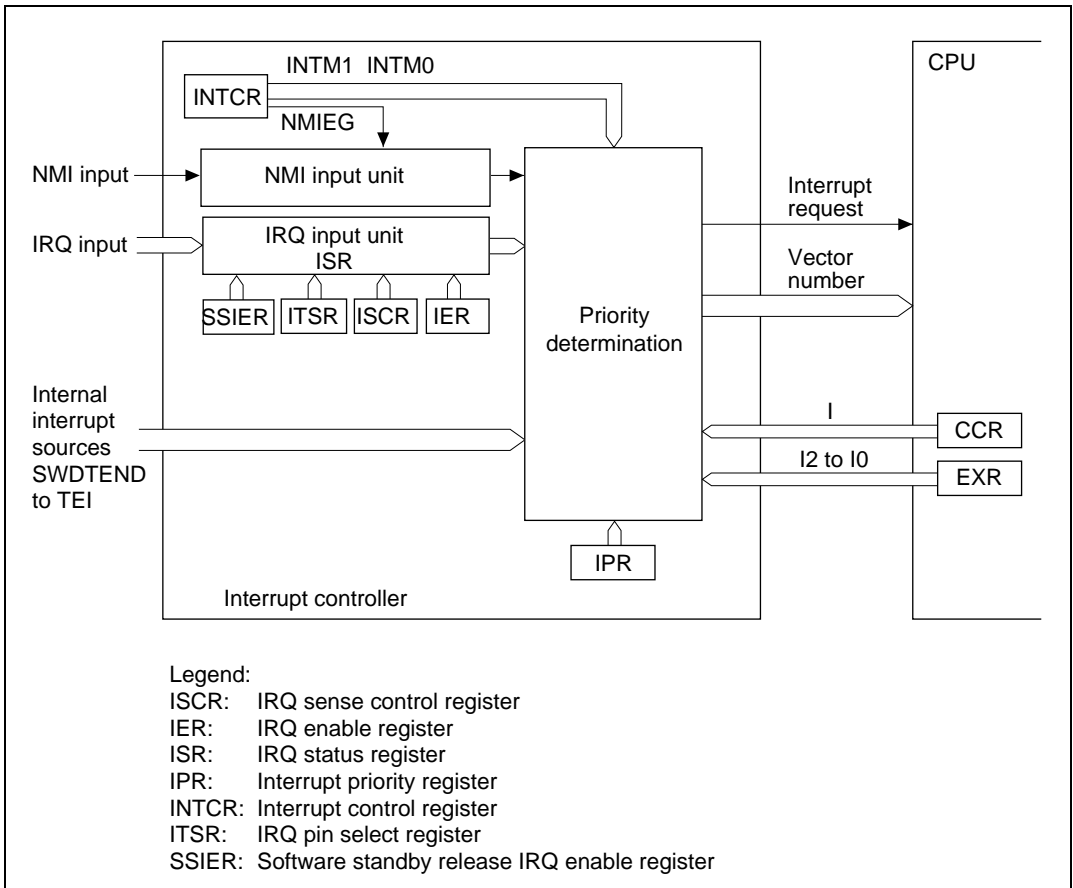 INTM1 INTM0
CPU
INTCR
NMIEG
NMI input
NMI input unit
IRQ input
IRQ input unit
ISR
SSIER
ITSR
ISCR
IER
Priority
determination
Interrupt
request
Vector
number
Internal
interrupt
sources
SWDTEND
to TEI
I
CCR
I2 to I0
EXR
IPR
Interrupt controller
Legend:
ISCR: IRQ sense control register
IER: IRQ enable register
ISR: IRQ status register
IPR: Interrupt priority register
INTCR: Interrupt control register
ITSR: IRQ pin select register
SSIER: Software standby release IRQ enable register